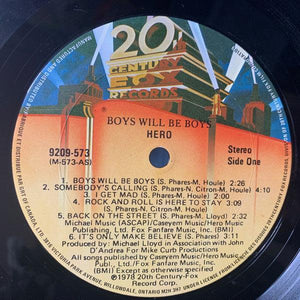 20th
CENTURY
FOX
RECORDS
BOYS WILL BE BOYS
HERO
9209-573
(M-573-AS)
Stereo
Side One
1. BOYS WILL BE BOYS (S. Phares-M. Houle) 2:26
2. SOMEBODY'S CALLING (S. Phares-N. Citron-M. Houle) 4:10
3. I GET MAD (S. Phares) 4:04
4. ROCK AND ROLL IS HERE TO STAY (S. Phares-
N. Citron-M. Houle) 3:09
5. BACK ON THE STREET (S. Phares-M. Lloyd) 2:12
Michael Music (ASCAP)/Caseyem Music/Hero Music
Publishing, Ltd. Fox Fanfare Music, Inc. (BMI)
6. IT'S ONLY MAKE BELIEVE (S. Phares) 3:11
Produced by: Michael Lloyd in Association with John
D'Andrea For Mike Curb Productions
All songs published by Caseyem Music/Hero Music
Pub., Ltd./Fox Fanfare Music, Inc.
(BMI) Except as otherwise specified
℗ 1978 20th Century-Fox
Record Corp.